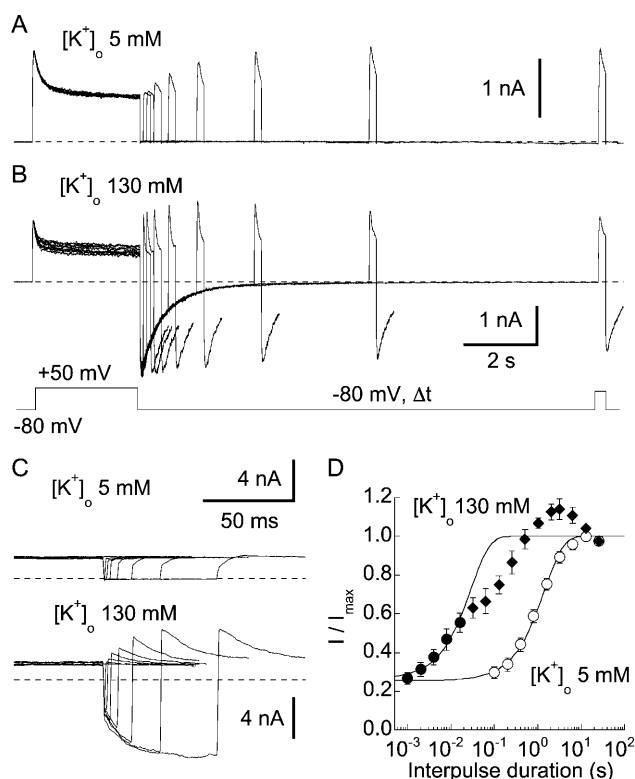 A
[K+]o 5 mM
1 nA
B
[K+]o 130 mM
1 nA
2 s
+50 mV
-80 mV, Δt
-80 mV
C
[K+]o 5 mM
4 nA
50 ms
[K+]o 130 mM
4 nA
D
[K+]o 130 mM
[K+]o 5 mM
I / Imax
1.2
1.0
0.8
0.6
0.4
0.2
0.0
10-3 10-2 10-1 100 101 102
Interpulse duration (s)